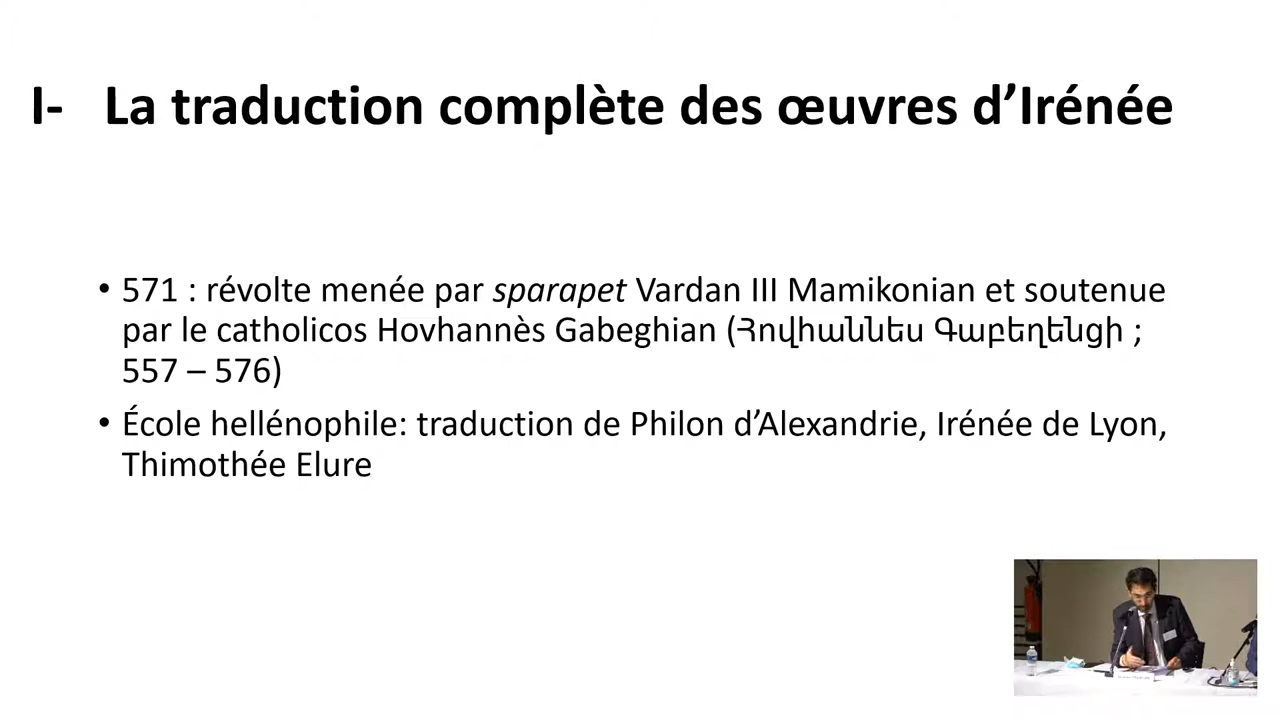 I- La traduction complète des œuvres d’Irénée
• 571 : révolte menée par sparapet Vardan III Mamikonian et soutenue
par le catholicos Hovhannès Gabeghian (Հովհաննես Գաբեղենցի ;
557 – 576)
• École hellénophile: traduction de Philon d’Alexandrie, Irénée de Lyon,
Thimothée Elure